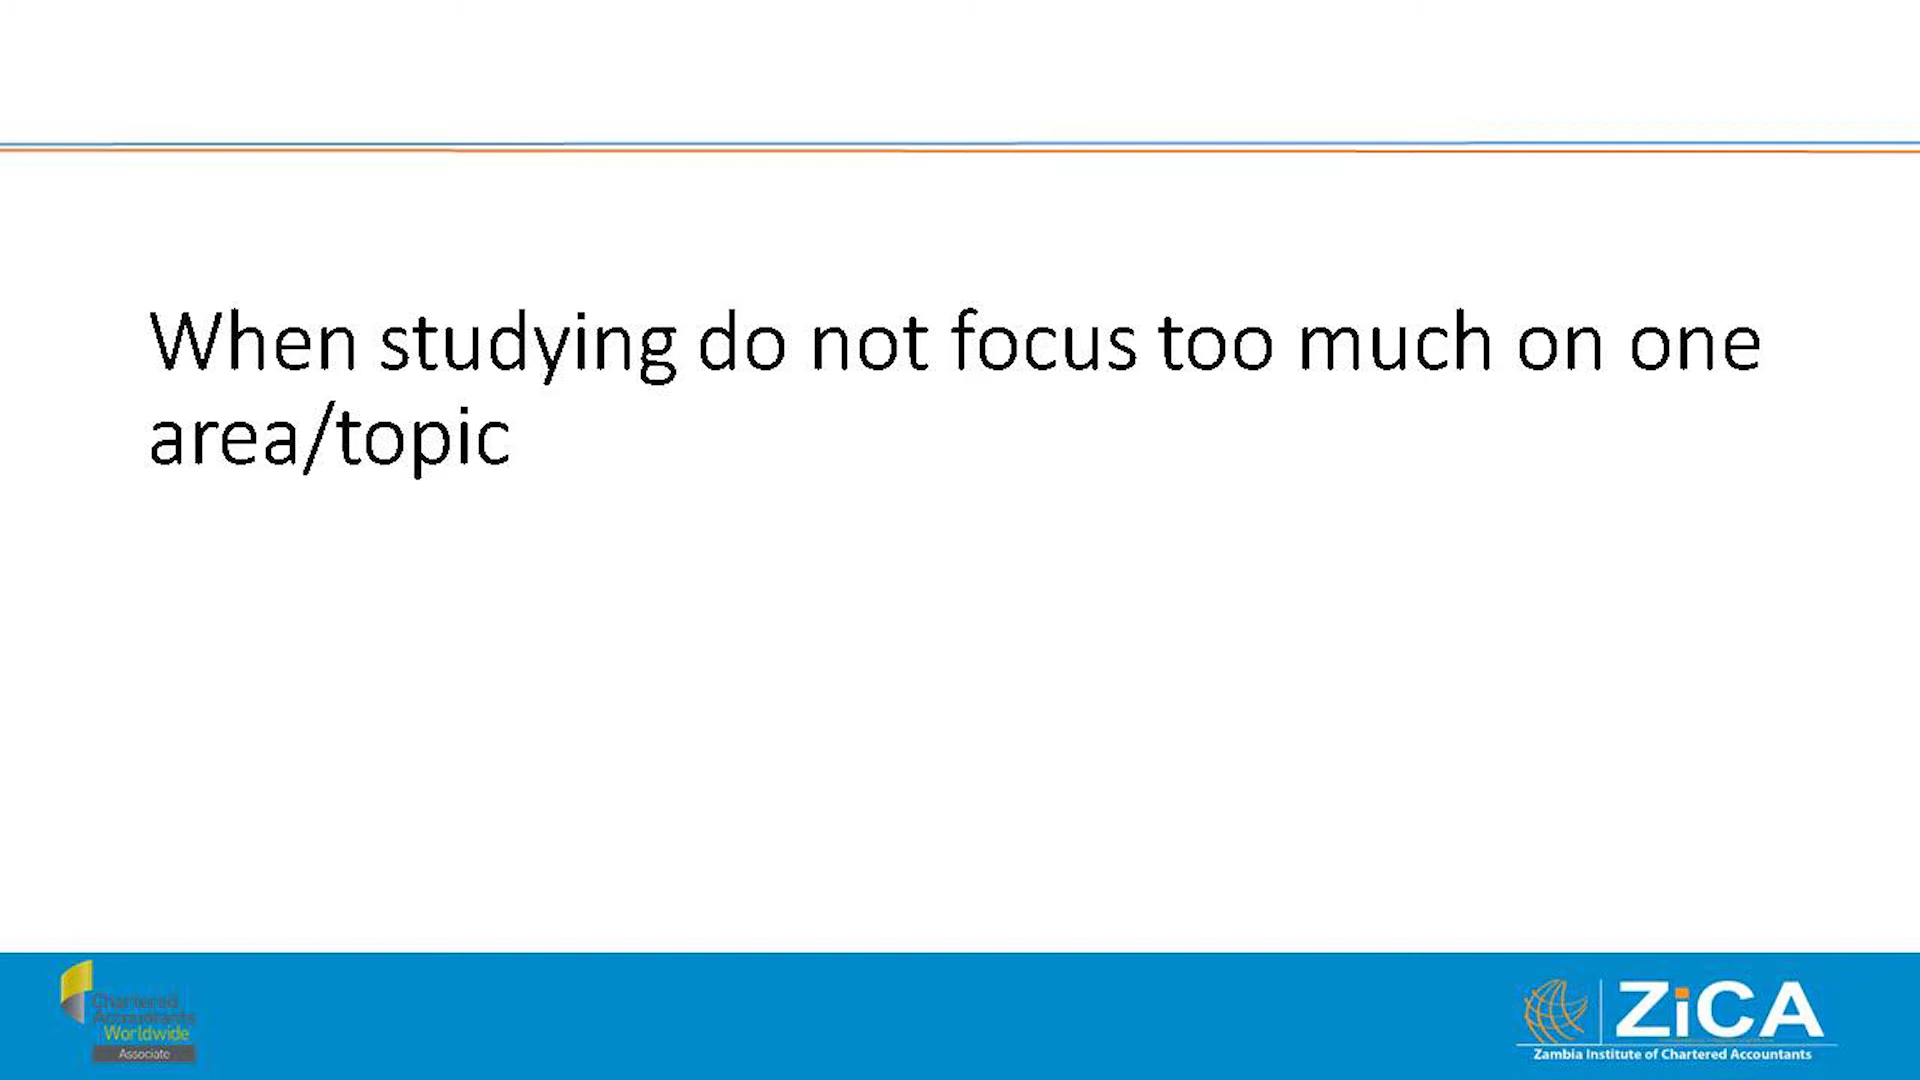 When studying do not focus too much on one
area/topic
Chartered
Accountants
Worldwide
Associate
ZiCA
Zambia Institute of Chartered Accountants